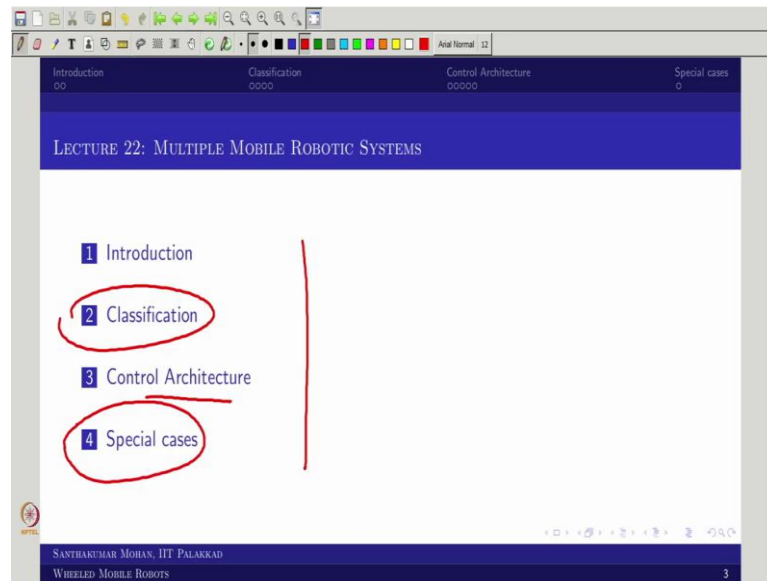 T
Arial Normal 12
Introduction Classification Control Architecture Special cases
LECTURE 22: MULTIPLE MOBILE ROBOTIC SYSTEMS
1 Introduction
2 Classification
3 Control Architecture
4 Special cases
NPTEL
SANTHAKUMAR MOHAN, IIT PALAKKAD
WHEELED MOBILE ROBOTS 3